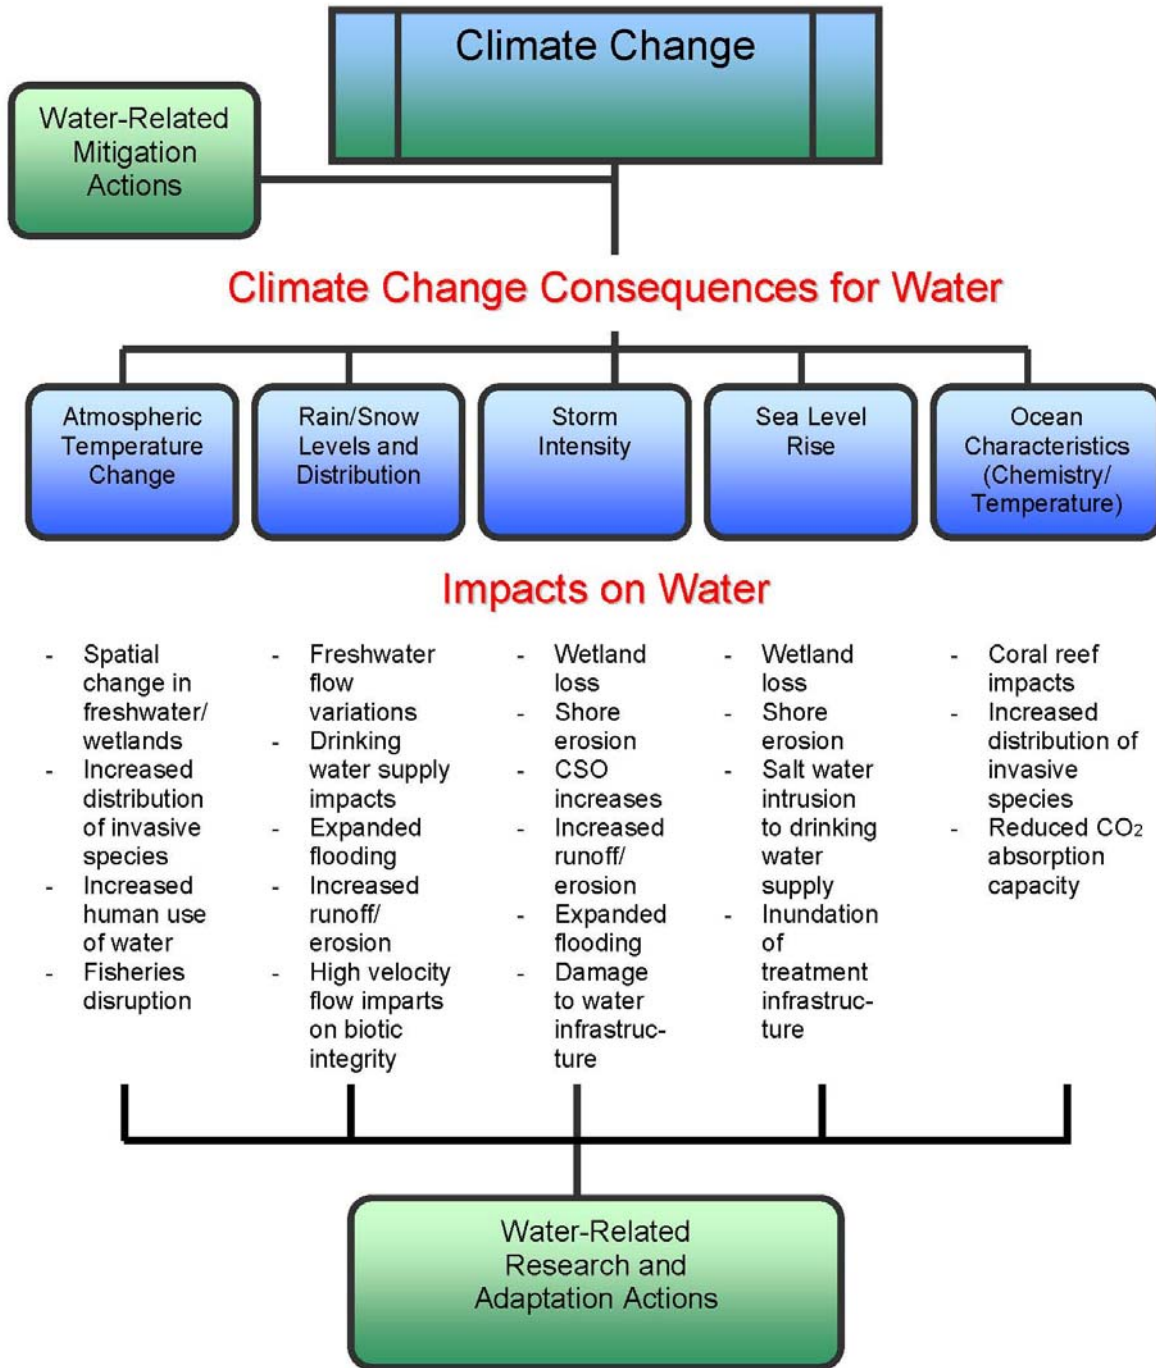 Climate Change
Water-Related
Mitigation
Actions
Climate Change Consequences for Water
Atmospheric
Temperature
Change
Rain/Snow
Levels and
Distribution
Storm
Intensity
Sea Level
Rise
Ocean
Characteristics
(Chemistry/
Temperature)
Impacts on Water
- Spatial
change in
freshwater/
wetlands
- Increased
distribution
of invasive
species
- Increased
human use
of water
- Fisheries
disruption
- Freshwater
flow
variations
- Drinking
water supply
impacts
- Expanded
flooding
- Increased
runoff/
erosion
- High velocity
flow imparts
on biotic
integrity
- Wetland
loss
- Shore
erosion
- CSO
increases
- Increased
runoff/
erosion
- Expanded
flooding
- Damage
to water
infrastruc-
ture
- Wetland
loss
- Shore
erosion
- Salt water
intrusion
to drinking
water
supply
- Inundation
of
treatment
infrastruc-
ture
- Coral reef
impacts
- Increased
distribution of
invasive
species
- Reduced CO₂
absorption
capacity
Water-Related
Research and
Adaptation Actions